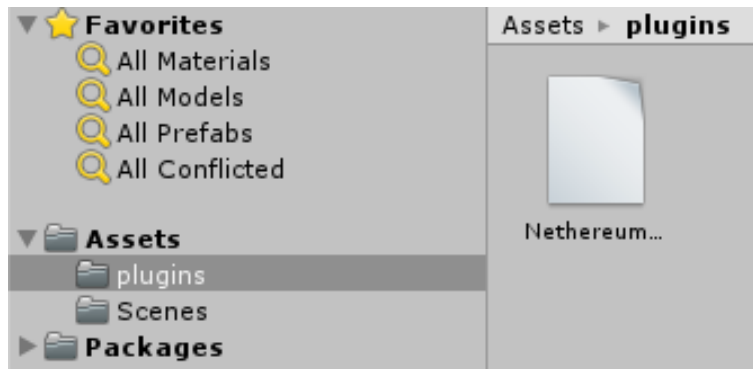 Favorites
All Materials
All Models
All Prefabs
All Conflicted
Assets
plugins
Scenes
Packages
Assets ▸ plugins
Nethereum...